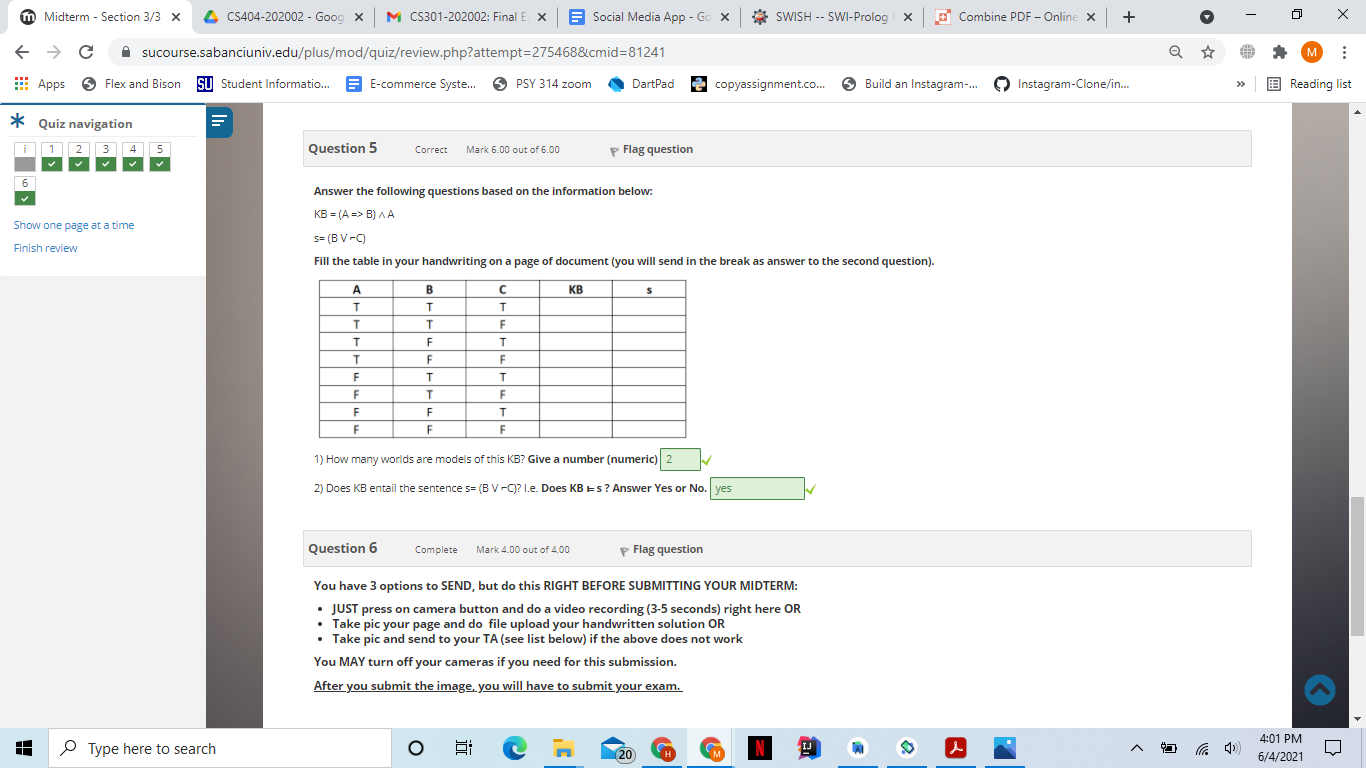 Midterm - Section 3/3
CS404-202002 - Goog
CS301-202002: Final E
Social Media App - Go
SWISH -- SWI-Prolog
Combine PDF – Online
sucourse.sabanciuniv.edu/plus/mod/quiz/review.php?attempt=275468&cmid=81241
M
Apps
Flex and Bison
SU Student Informatio...
E-commerce Syste...
PSY 314 zoom
DartPad
copyassignment.co...
Build an Instagram-...
Instagram-Clone/in...
»
Reading list
Quiz navigation
i 1 2 3 4 5
6
Show one page at a time
Finish review
Question 5 Correct Mark 6.00 out of 6.00 Flag question
Answer the following questions based on the information below:
KB = (A => B) ∧ A
s= (B V ⌐C)
Fill the table in your handwriting on a page of document (you will send in the break as answer to the second question).
A B C KB s
T T T
T T F
T F T
T F F
F T T
F T F
F F T
F F F
1) How many worlds are models of this KB? Give a number (numeric) 2
2) Does KB entail the sentence s= (B V ⌐C)? I.e. Does KB ⊨ s ? Answer Yes or No. yes
Question 6 Complete Mark 4.00 out of 4.00 Flag question
You have 3 options to SEND, but do this RIGHT BEFORE SUBMITTING YOUR MIDTERM:
• JUST press on camera button and do a video recording (3-5 seconds) right here OR
• Take pic your page and do file upload your handwritten solution OR
• Take pic and send to your TA (see list below) if the above does not work
You MAY turn off your cameras if you need for this submission.
After you submit the image, you will have to submit your exam.
Type here to search
20
H
M
N
IJ
4:01 PM
6/4/2021